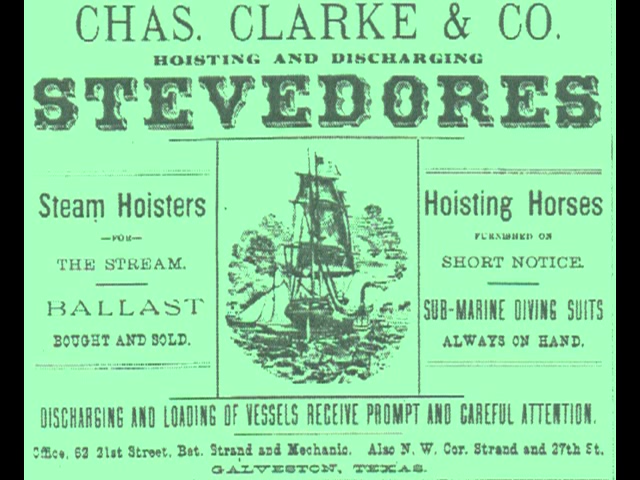 CHAS. CLARKE & CO.
HOISTING AND DISCHARGING
STEVEDORES
Steam Hoisters
—FOR—
THE STREAM.
BALLAST
BOUGHT AND SOLD.
Hoisting Horses
FURNISHED ON
SHORT NOTICE.
SUB-MARINE DIVING SUITS
ALWAYS ON HAND.
DISCHARGING AND LOADING OF VESSELS RECEIVE PROMPT AND CAREFUL ATTENTION.
Office, 62 21st Street, Bet. Strand and Mechanic. Also N. W. Cor. Strand and 27th St.
GALVESTON, TEXAS.